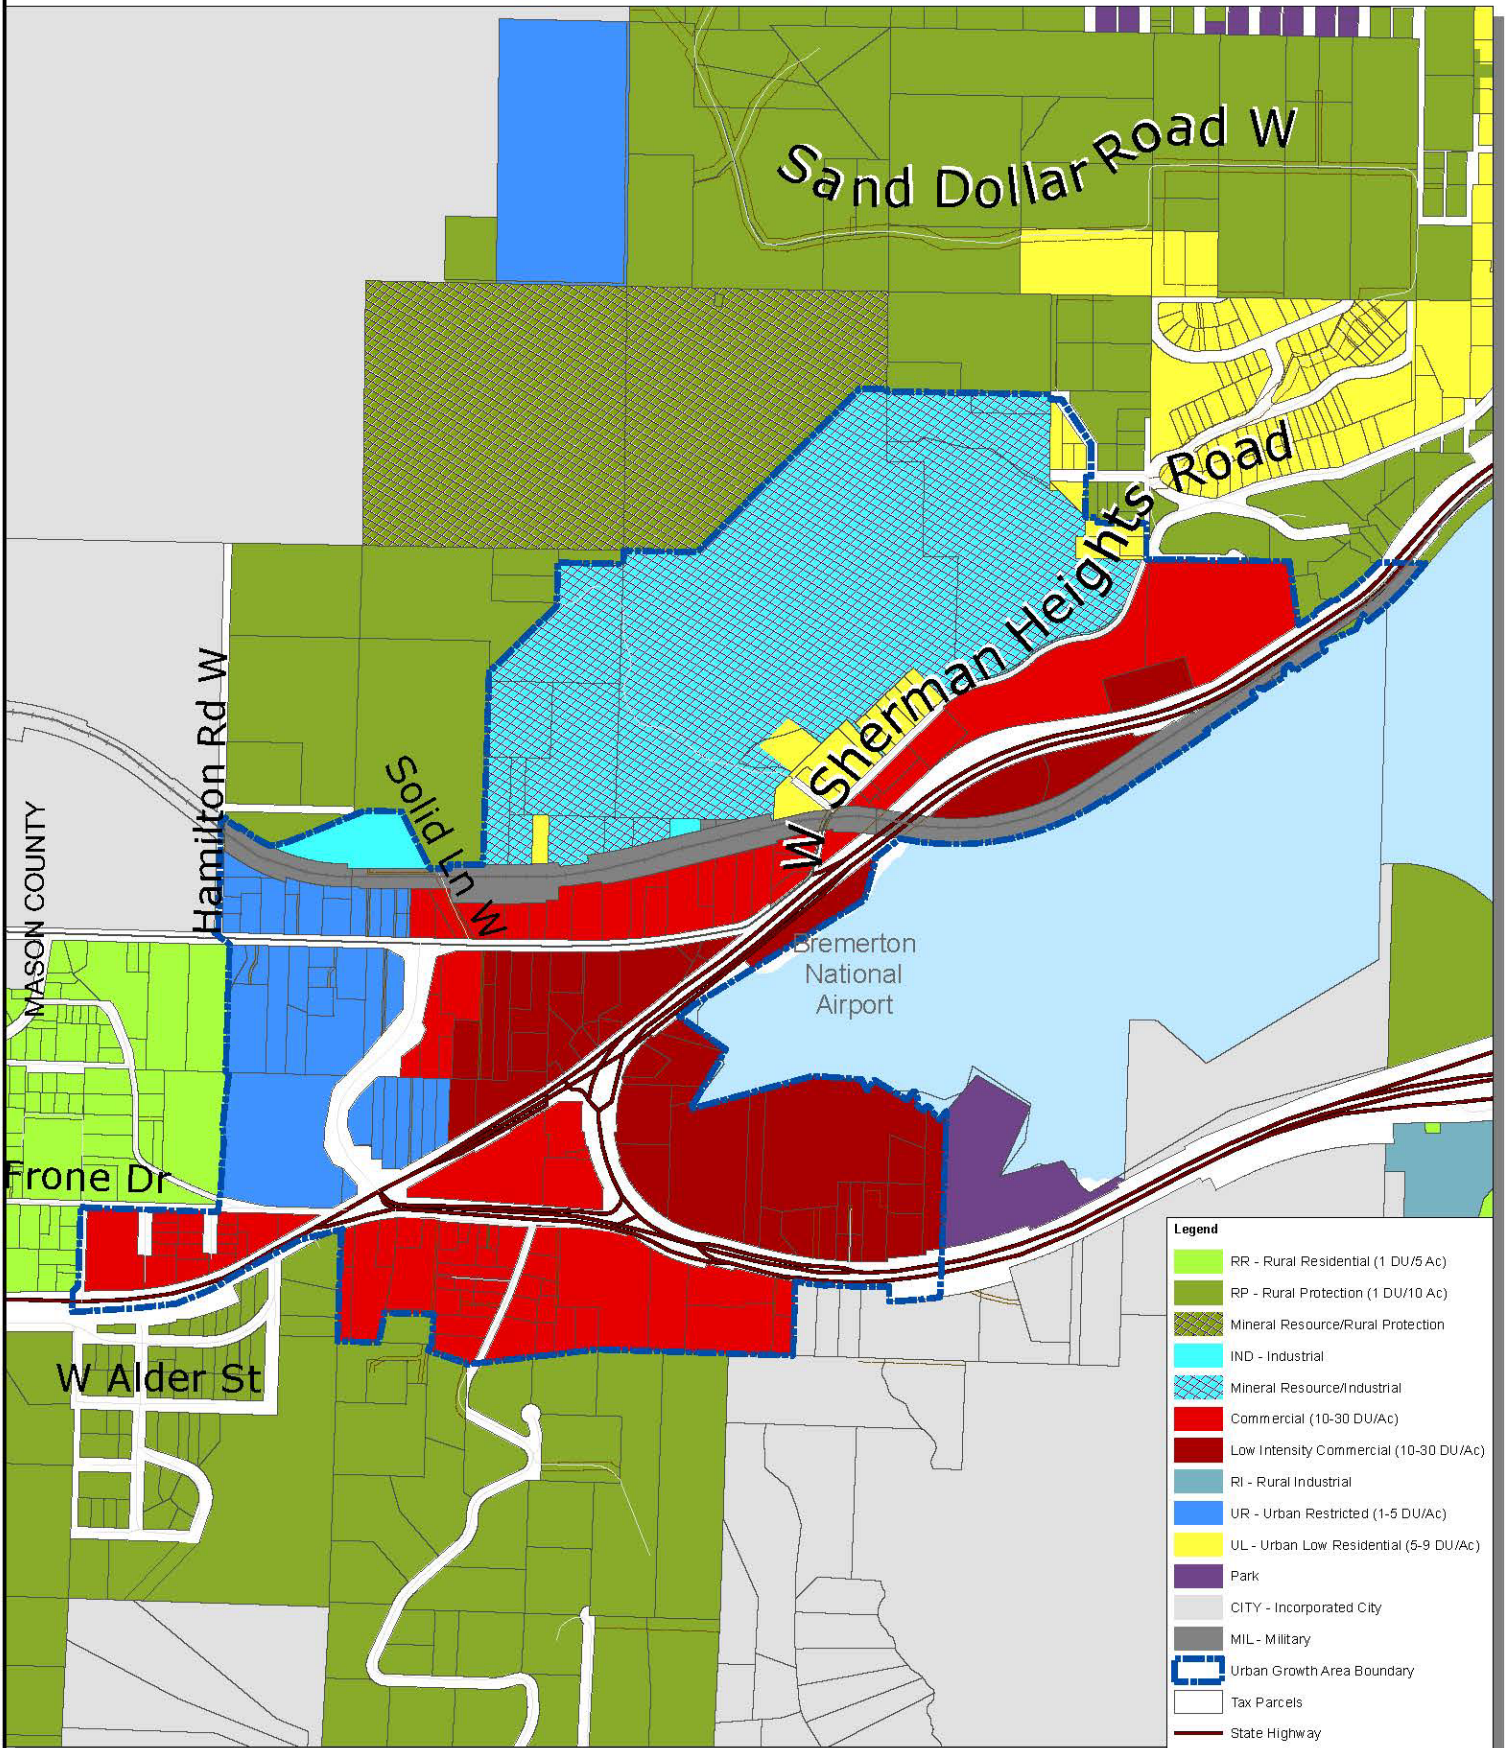 Sand Dollar Road W
W Sherman Heights Road
Hamilton Rd W
Solid Ln W
MASON COUNTY
Bremerton
National
Airport
Frone Dr
W Alder St
Legend
RR - Rural Residential (1 DU/5 Ac)
RP - Rural Protection (1 DU/10 Ac)
Mineral Resource/Rural Protection
IND - Industrial
Mineral Resource/Industrial
Commercial (10-30 DU/Ac)
Low Intensity Commercial (10-30 DU/Ac)
RI - Rural Industrial
UR - Urban Restricted (1-5 DU/Ac)
UL - Urban Low Residential (5-9 DU/Ac)
Park
CITY - Incorporated City
MIL - Military
Urban Growth Area Boundary
Tax Parcels
State Highway